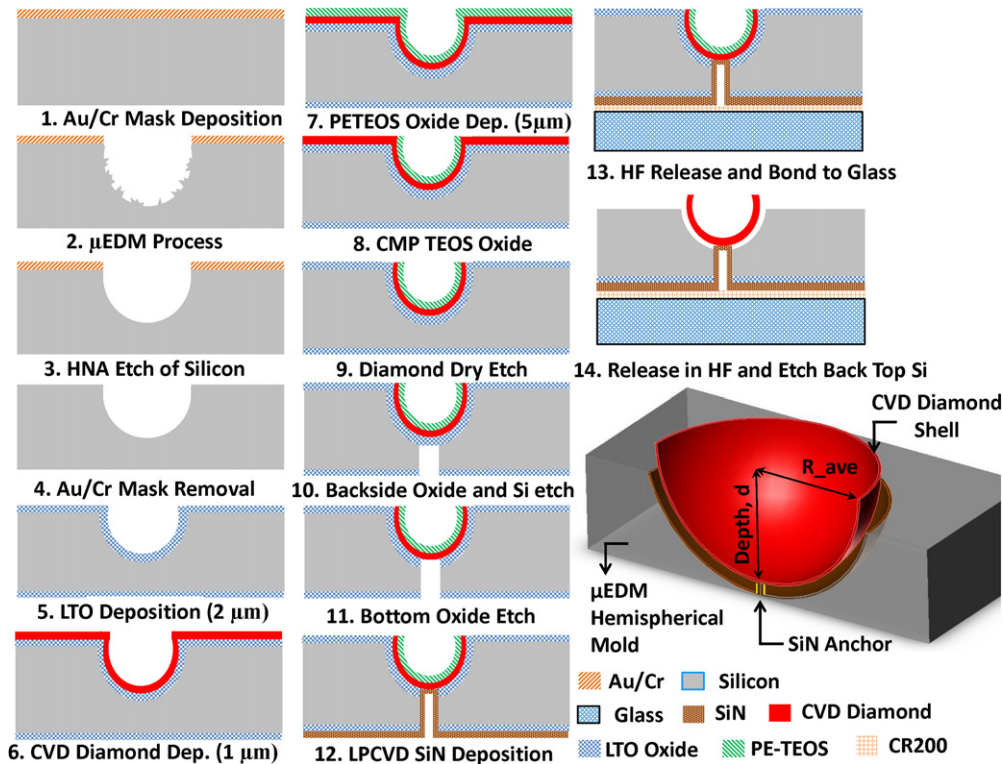 1. Au/Cr Mask Deposition
2. µEDM Process
3. HNA Etch of Silicon
4. Au/Cr Mask Removal
5. LTO Deposition (2 µm)
6. CVD Diamond Dep. (1 µm)
7. PETEOS Oxide Dep. (5µm)
8. CMP TEOS Oxide
9. Diamond Dry Etch
10. Backside Oxide and Si etch
11. Bottom Oxide Etch
12. LPCVD SiN Deposition
13. HF Release and Bond to Glass
14. Release in HF and Etch Back Top Si
CVD Diamond
Shell
R_ave
Depth, d
µEDM
Hemispherical
Mold
SiN Anchor
Au/Cr Silicon
Glass SiN CVD Diamond
LTO Oxide PE-TEOS CR200